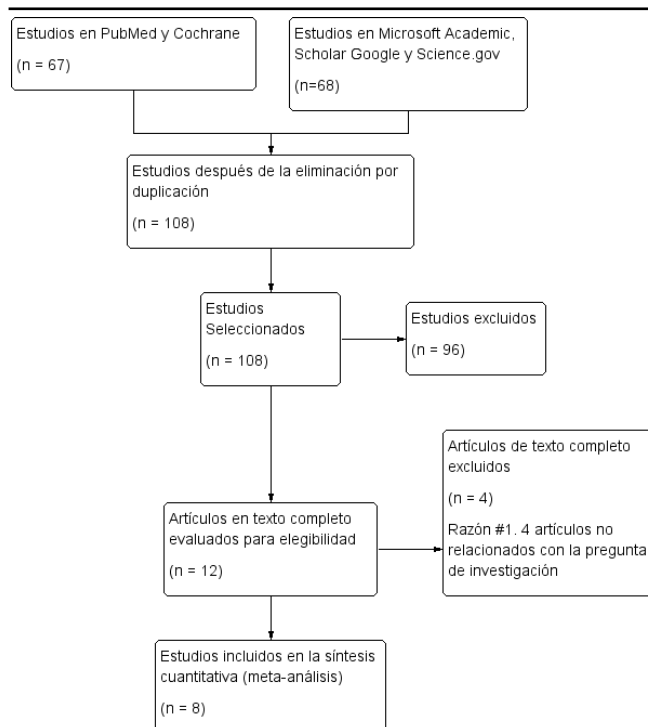 Estudios en PubMed y Cochrane
(n = 67)
Estudios en Microsoft Academic,
Scholar Google y Science.gov
(n=68)
Estudios después de la eliminación por
duplicación
(n = 108)
Estudios
Seleccionados
(n = 108)
Estudios excluidos
(n = 96)
Artículos en texto completo
evaluados para elegibilidad
(n = 12)
Artículos de texto completo
excluidos
(n = 4)
Razón #1. 4 artículos no
relacionados con la pregunta
de investigación
Estudios incluidos en la síntesis
cuantitativa (meta-análisis)
(n = 8)